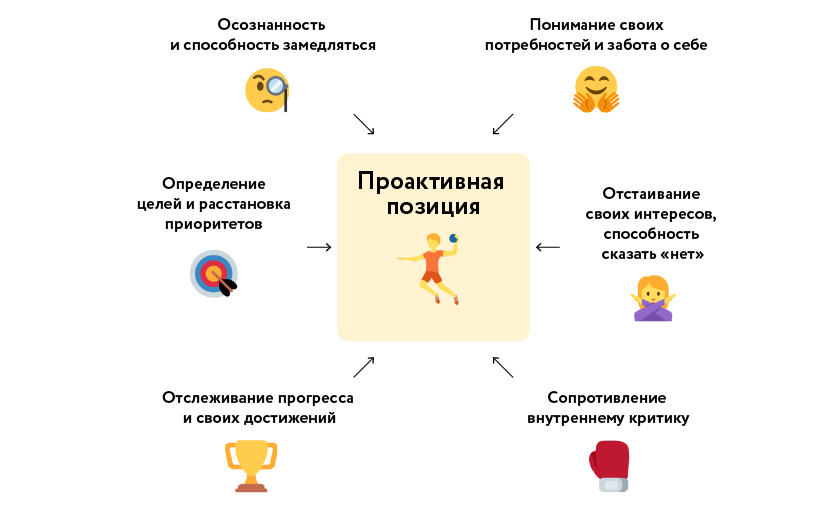 Осознанность
и способность замедляться
Понимание своих
потребностей и забота о себе
Определение
целей и расстановка
приоритетов
Проактивная
позиция
Отстаивание
своих интересов,
способность
сказать «нет»
Отслеживание прогресса
и своих достижений
Сопротивление
внутреннему критику